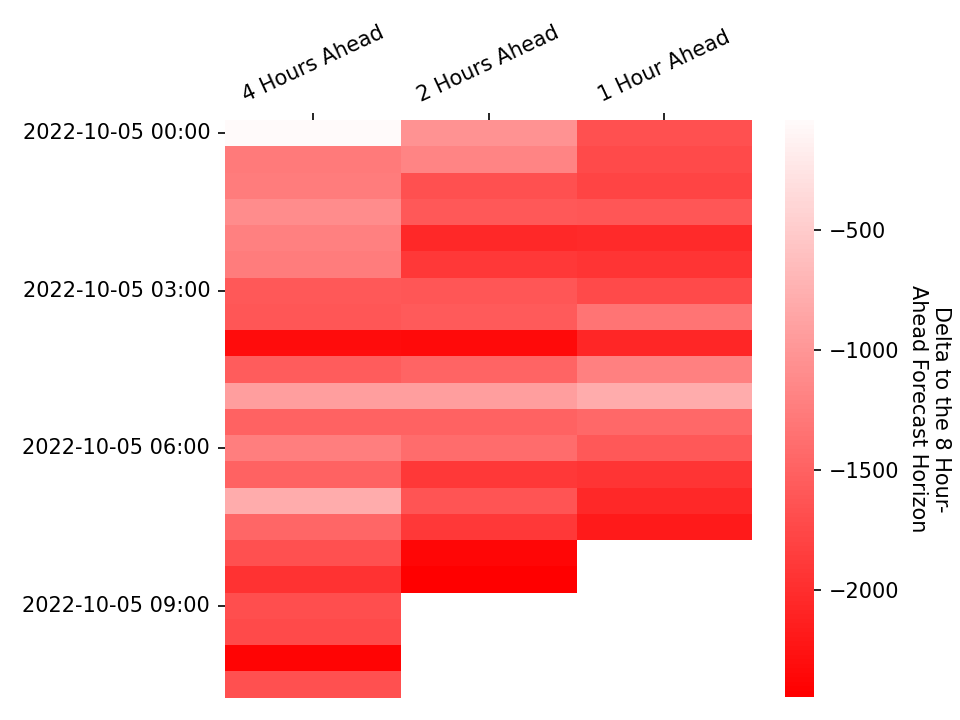 4 Hours Ahead
2 Hours Ahead
1 Hour Ahead
2022-10-05 00:00
2022-10-05 03:00
2022-10-05 06:00
2022-10-05 09:00
−500
−1000
−1500
−2000
Delta to the 8 Hour-
Ahead Forecast Horizon